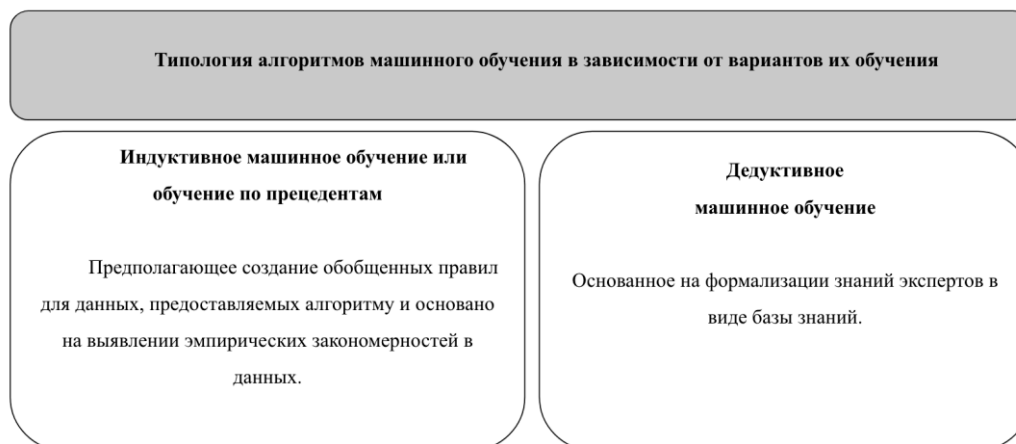 Типология алгоритмов машинного обучения в зависимости от вариантов их обучения
Индуктивное машинное обучение или
обучение по прецедентам
Предполагающее создание обобщенных правил
для данных, предоставляемых алгоритму и основано
на выявлении эмпирических закономерностей в
данных.
Дедуктивное
машинное обучение
Основанное на формализации знаний экспертов в
виде базы знаний.